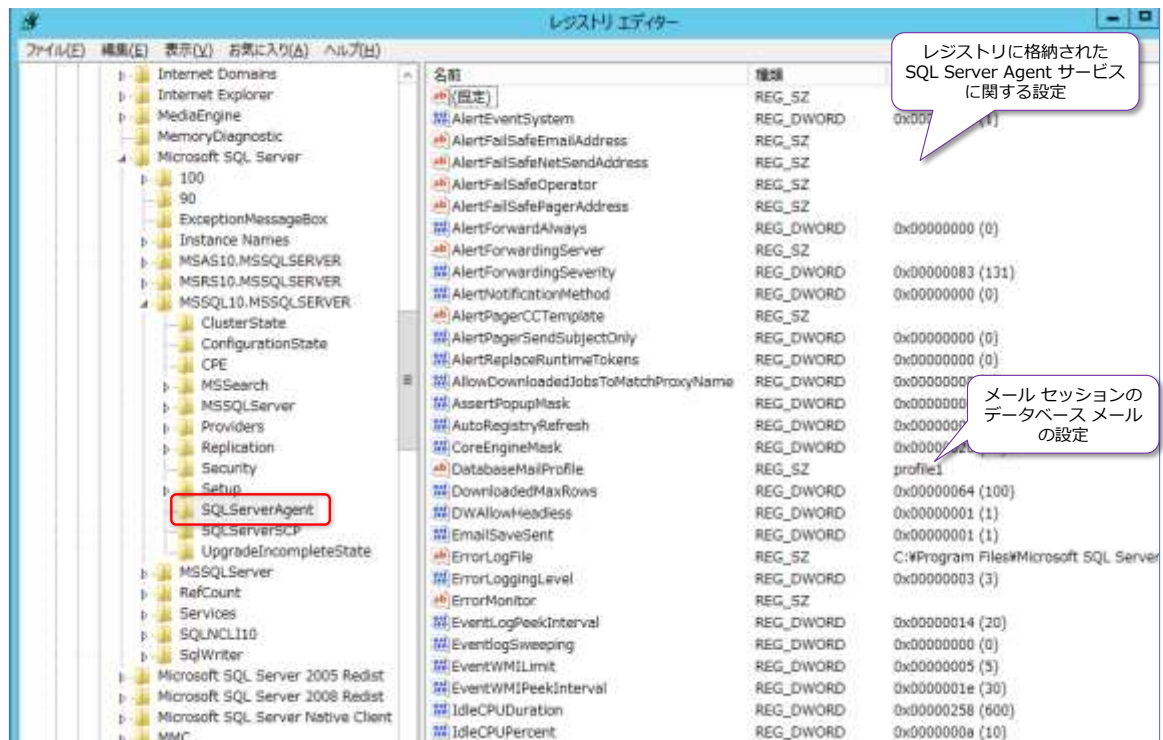 レジストリ エディター
ファイル(F) 編集(E) 表示(V) お気に入り(A) ヘルプ(H)
Internet Domains
Internet Explorer
MediaEngine
MemoryDiagnostic
Microsoft SQL Server
100
90
ExceptionMessageBox
Instance Names
MSAS10.MSSQLSERVER
MSRS10.MSSQLSERVER
MSSQL10.MSSQLSERVER
ClusterState
ConfigurationState
CPE
MSSearch
MSSQLServer
Providers
Replication
Security
Setup
SQLServerAgent
SQLServerSCP
UpgradeIncompleteState
MSSQLServer
RefCount
Services
SQLNCLI10
SqlWriter
Microsoft SQL Server 2005 Redist
Microsoft SQL Server 2008 Redist
Microsoft SQL Server Native Client
MMC
名前 種類
(既定) REG_SZ
AlertEventSystem REG_DWORD
AlertFailSafeEmailAddress REG_SZ
AlertFailSafeNetSendAddress REG_SZ
AlertFailSafeOperator REG_SZ
AlertFailSafePagerAddress REG_SZ
AlertForwardAlways REG_DWORD 0x00000000 (0)
AlertForwardingServer REG_SZ
AlertForwardingSeverity REG_DWORD 0x00000083 (131)
AlertNotificationMethod REG_DWORD 0x00000000 (0)
AlertPagerCCTemplate REG_SZ
AlertPagerSendSubjectOnly REG_DWORD 0x00000000 (0)
AlertReplaceRuntimeTokens REG_DWORD 0x00000000 (0)
AllowDownloadedJobsToMatchProxyName REG_DWORD
AssertPopupMask REG_DWORD
AutoRegistryRefresh REG_DWORD
CoreEngineMask REG_DWORD
DatabaseMailProfile REG_SZ profile1
DownloadedMaxRows REG_DWORD 0x00000064 (100)
DWAllowHeadless REG_DWORD 0x00000001 (1)
EmailSaveSent REG_DWORD 0x00000001 (1)
ErrorLogFile REG_SZ C:¥Program Files¥Microsoft SQL Server
ErrorLoggingLevel REG_DWORD 0x00000003 (3)
ErrorMonitor REG_SZ
EventLogPeekInterval REG_DWORD 0x00000014 (20)
EventlogSweeping REG_DWORD 0x00000000 (0)
EventWMILimit REG_DWORD 0x00000005 (5)
EventWMIPeekInterval REG_DWORD 0x0000001e (30)
IdleCPUDuration REG_DWORD 0x00000258 (600)
IdleCPUPercent REG_DWORD 0x0000000a (10)
レジストリに格納された
SQL Server Agent サービス
に関する設定
メール セッションの
データベース メール
の設定